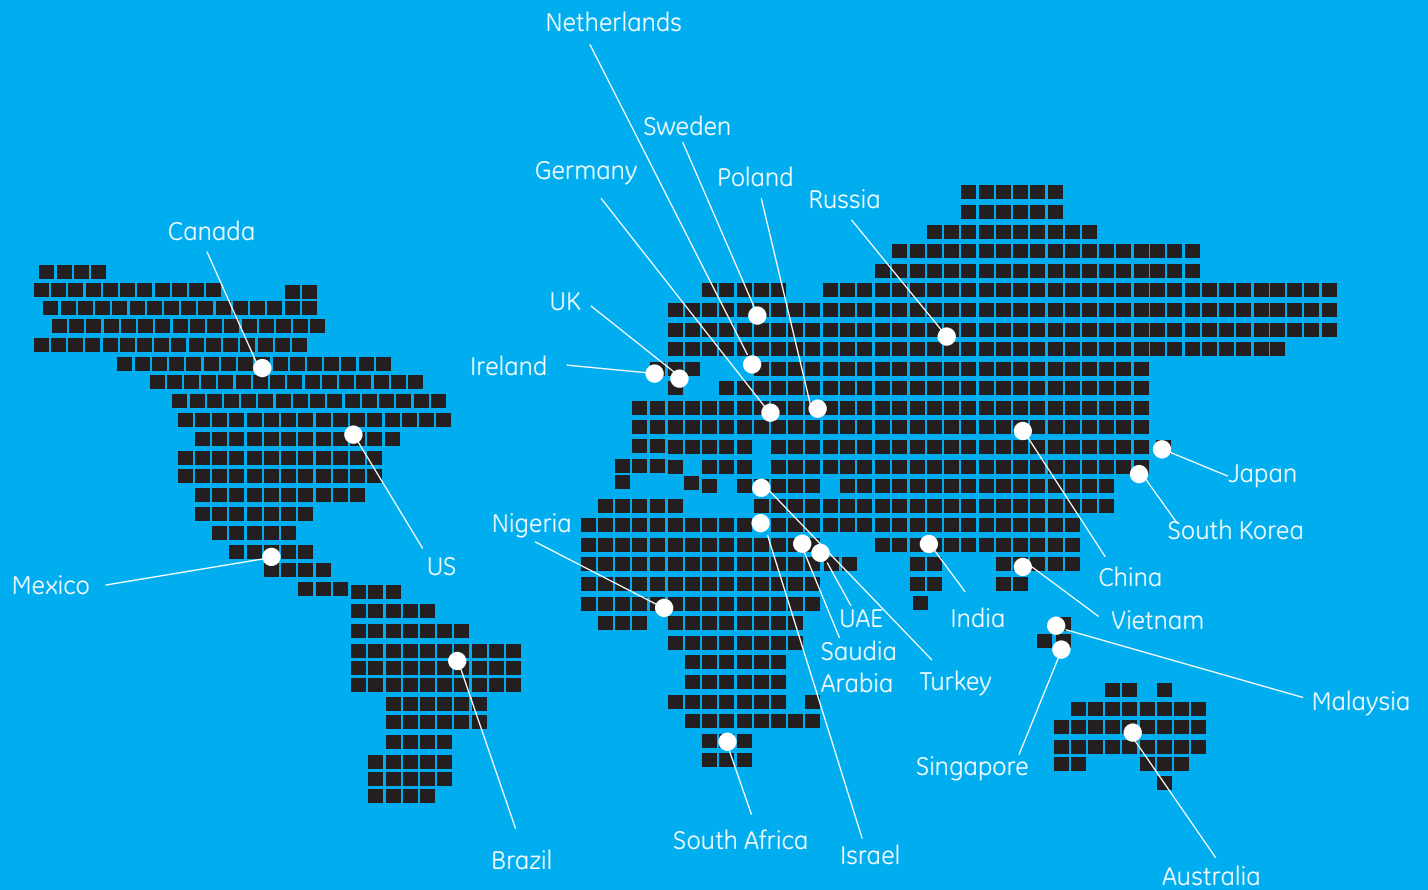 Netherlands
Sweden
Germany
Poland
Russia
Canada
UK
Ireland
Japan
Nigeria
South Korea
US
China
Mexico
UAE
India
Vietnam
Saudia
Arabia
Turkey
Malaysia
Singapore
South Africa
Israel
Brazil
Australia